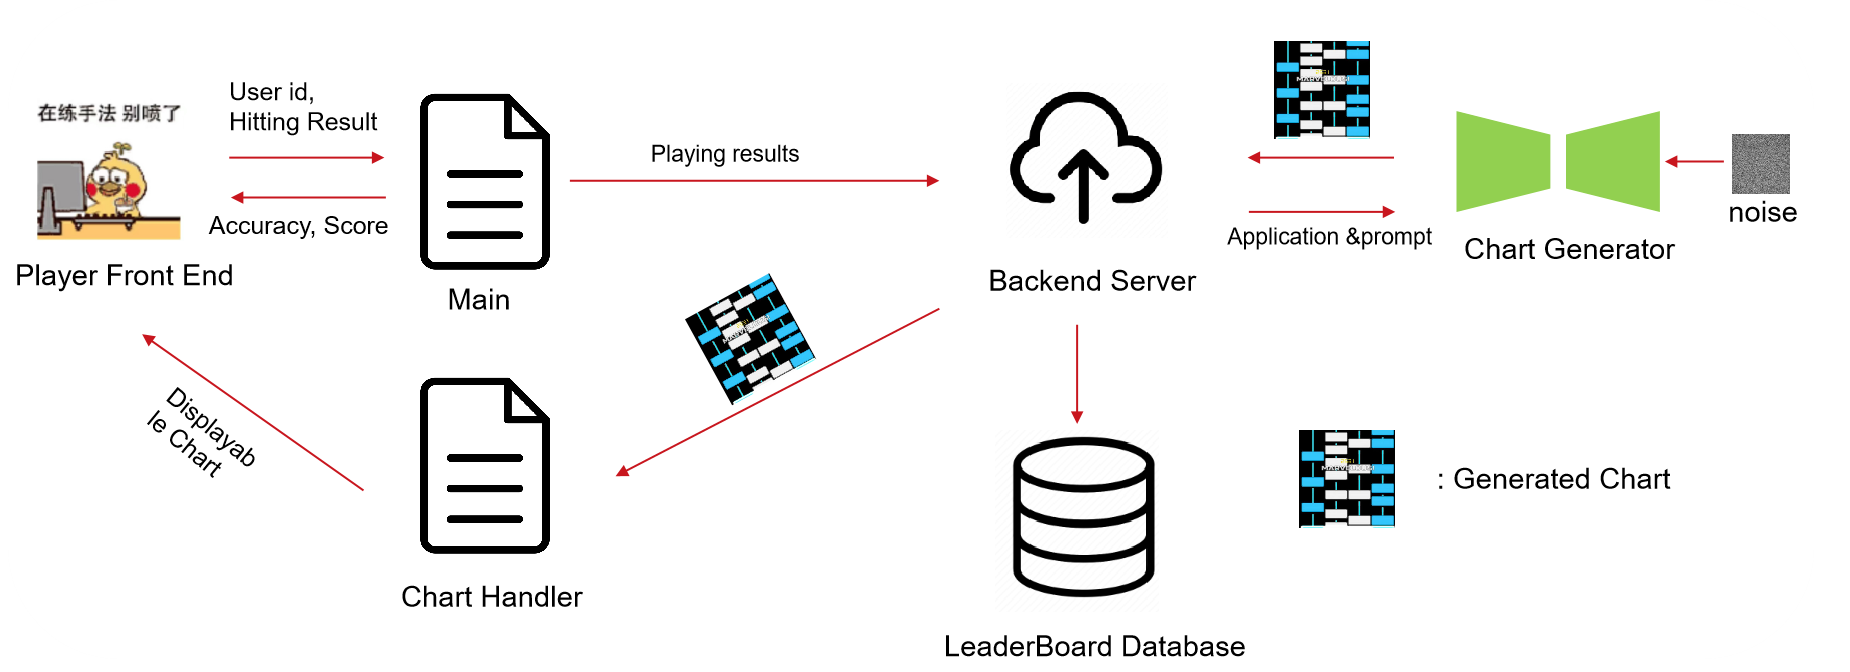 在练手法 别喷了
User id,
Hitting Result
Accuracy, Score
Player Front End
Main
Playing results
Backend Server
Application &prompt
Chart Generator
noise
Displayab
le Chart
Chart Handler
LeaderBoard Database
: Generated Chart